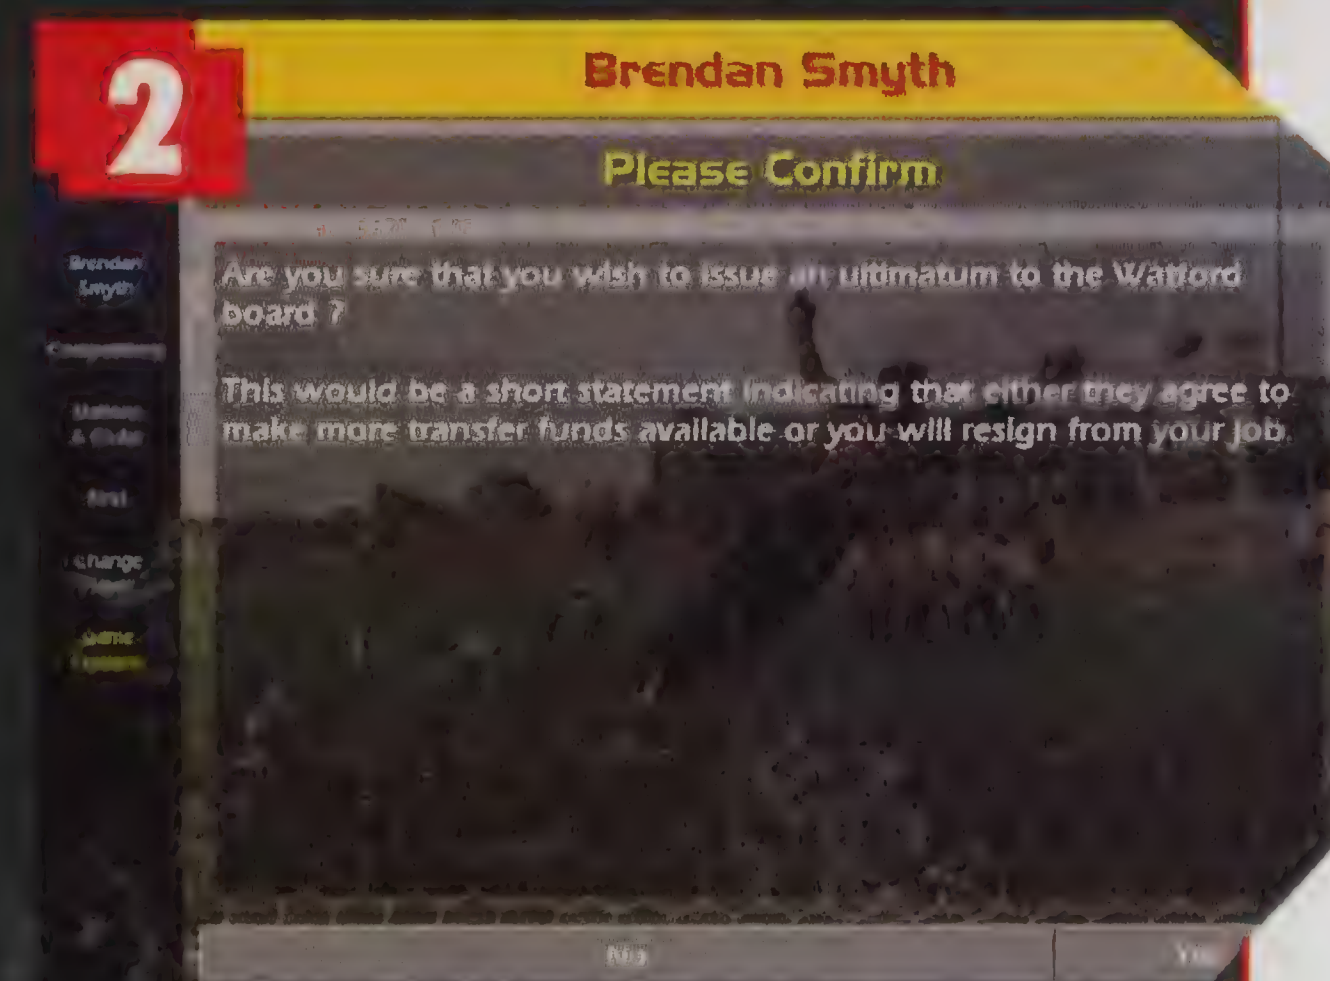 2
Brendan Smyth
Please Confirm
Brendan
Smyth
Are you sure that you wish to issue an ultimatum to the Watford
board ?
This would be a short statement indicating that either they agree to
make more transfer funds available or you will resign from your job.
Change
Game
No
Yes